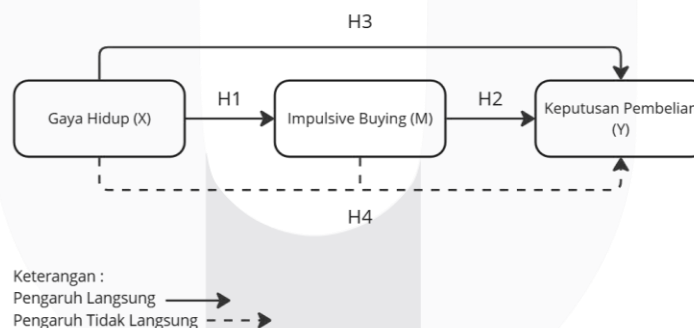 H3
Gaya Hidup (X)
H1
Impulsive Buying (M)
H2
Keputusan Pembelian
(Y)
H4
Keterangan :
Pengaruh Langsung
Pengaruh Tidak Langsung